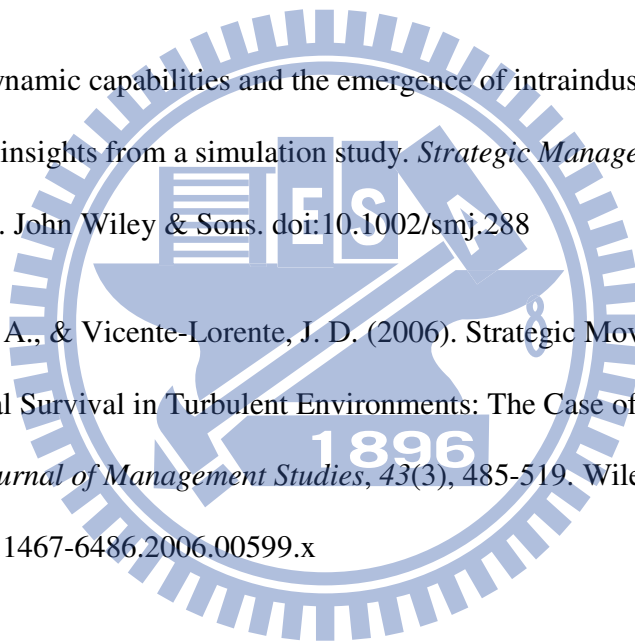 ynamic capabilities and the emergence of intraindus
insights from a simulation study. Strategic Manage
. John Wiley & Sons. doi:10.1002/smj.288
E S A
A., & Vicente-Lorente, J. D. (2006). Strategic Mov
al Survival in Turbulent Environments: The Case of
1896
urnal of Management Studies, 43(3), 485-519. Wile
1467-6486.2006.00599.x